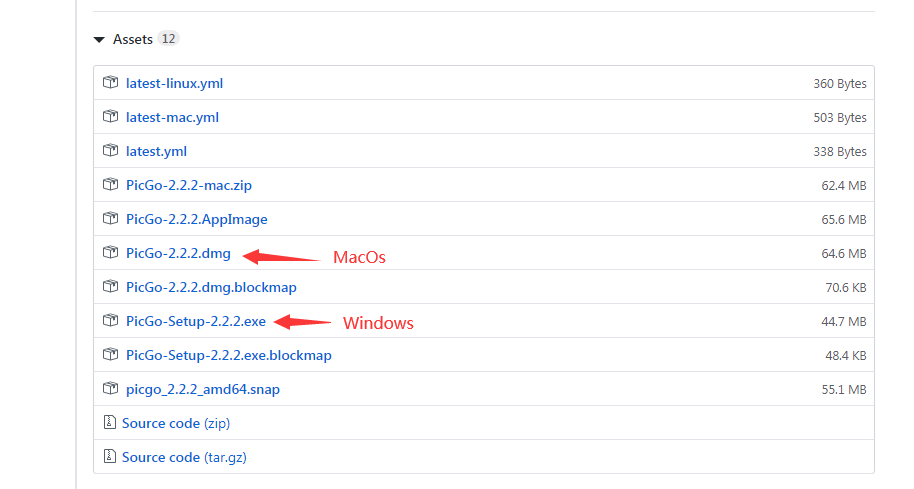 Assets 12
latest-linux.yml 360 Bytes
latest-mac.yml 503 Bytes
latest.yml 338 Bytes
PicGo-2.2.2-mac.zip 62.4 MB
PicGo-2.2.2.AppImage 65.6 MB
PicGo-2.2.2.dmg MacOs 64.6 MB
PicGo-2.2.2.dmg.blockmap 70.6 KB
PicGo-Setup-2.2.2.exe Windows 44.7 MB
PicGo-Setup-2.2.2.exe.blockmap 48.4 KB
picgo_2.2.2_amd64.snap 55.1 MB
Source code (zip)
Source code (tar.gz)